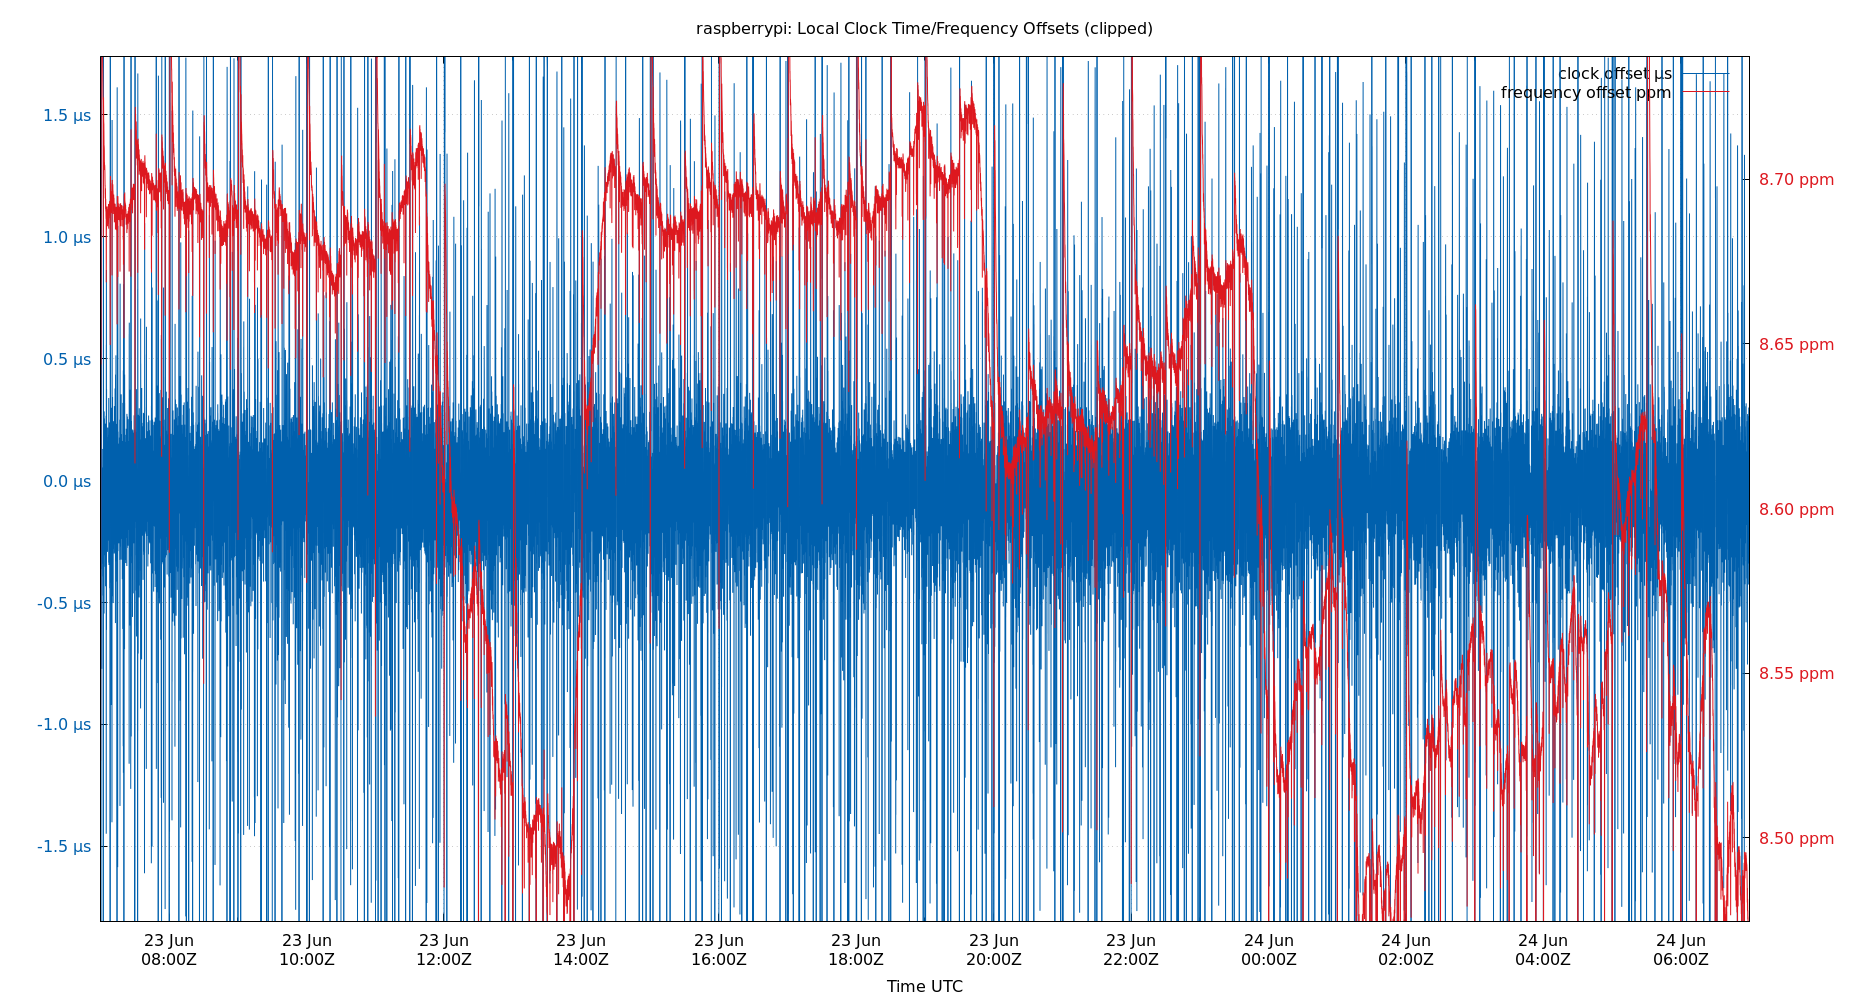 raspberrypi: Local Clock Time/Frequency Offsets (clipped)
clock offset µs
frequency offset ppm
1.5 µs
1.0 µs
0.5 µs
0.0 µs
-0.5 µs
-1.0 µs
-1.5 µs
8.70 ppm
8.65 ppm
8.60 ppm
8.55 ppm
8.50 ppm
23 Jun 23 Jun 23 Jun 23 Jun 23 Jun 23 Jun 23 Jun 23 Jun 24 Jun 24 Jun 24 Jun 24 Jun
08:00Z 10:00Z 12:00Z 14:00Z 16:00Z 18:00Z 20:00Z 22:00Z 00:00Z 02:00Z 04:00Z 06:00Z
Time UTC